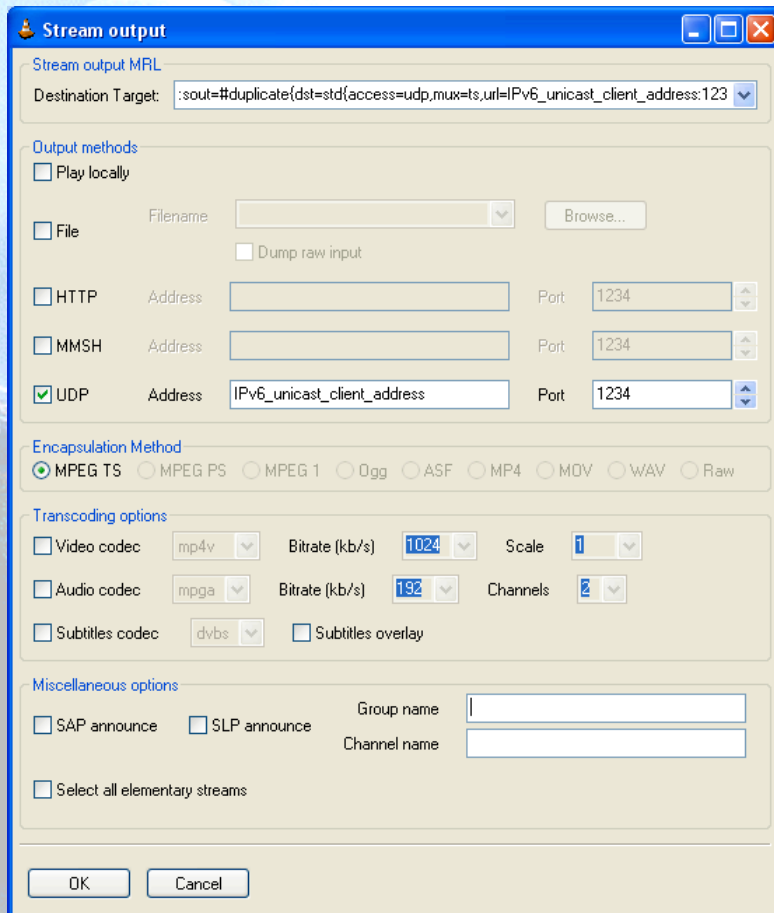 Stream output
Stream output MRL
Destination Target: :sout=#duplicate{dst=std{access=udp,mux=ts,url=IPv6_unicast_client_address:123
Output methods
Play locally
File Filename Browse...
Dump raw input
HTTP Address Port 1234
MMSH Address Port 1234
UDP Address IPv6_unicast_client_address Port 1234
Encapsulation Method
MPEG TS MPEG PS MPEG 1 Ogg ASF MP4 MOV WAV Raw
Transcoding options
Video codec mp4v Bitrate (kb/s) 1024 Scale 1
Audio codec mpga Bitrate (kb/s) 192 Channels 2
Subtitles codec dvbs Subtitles overlay
Miscellaneous options
SAP announce SLP announce Group name
Channel name
Select all elementary streams
OK Cancel